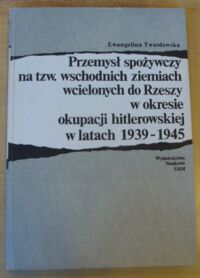 Ewangelina Twardowska
Przemysł spożywczy
na tzw. wschodnich ziemiach
wcielonych do Rzeszy
w okresie
okupacji hitlerowskiej
w latach 1939-1945
Wydawnictwo
Naukowe
UAM